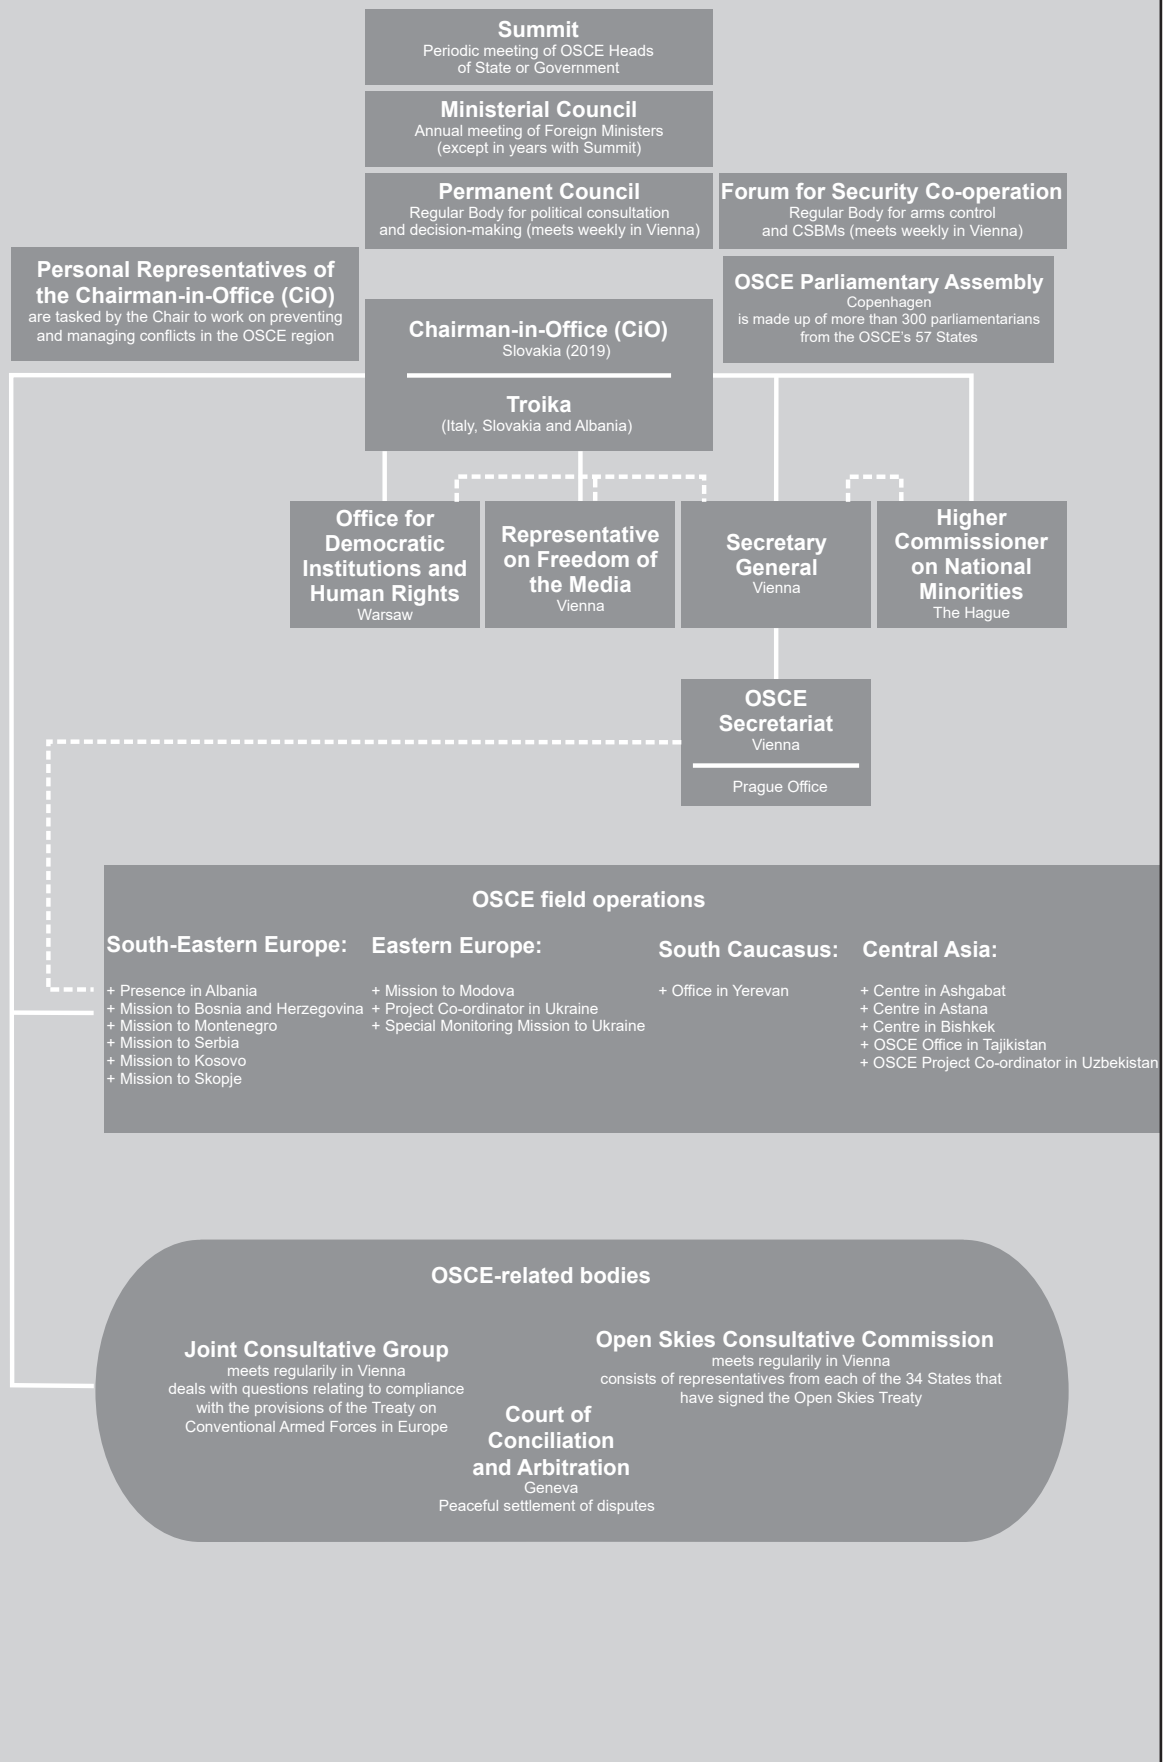 Summit
Periodic meeting of OSCE Heads
of State or Government
Ministerial Council
Annual meeting of Foreign Ministers
(except in years with Summit)
Permanent Council
Regular Body for political consultation
and decision-making (meets weekly in Vienna)
Forum for Security Co-operation
Regular Body for arms control
and CSBMs (meets weekly in Vienna)
Personal Representatives of
the Chairman-in-Office (CiO)
are tasked by the Chair to work on preventing
and managing conflicts in the OSCE region
OSCE Parliamentary Assembly
Copenhagen
is made up of more than 300 parliamentarians
from the OSCE's 57 States
Chairman-in-Office (CiO)
Slovakia (2019)
Troika
(Italy, Slovakia and Albania)
Office for
Democratic
Institutions and
Human Rights
Warsaw
Representative
on Freedom of
the Media
Vienna
Secretary
General
Vienna
Higher
Commissioner
on National
Minorities
The Hague
OSCE
Secretariat
Vienna
Prague Office
OSCE field operations
South-Eastern Europe:
+ Presence in Albania
+ Mission to Bosnia and Herzegovina
+ Mission to Montenegro
+ Mission to Serbia
+ Mission to Kosovo
+ Mission to Skopje
Eastern Europe:
+ Mission to Modova
+ Project Co-ordinator in Ukraine
+ Special Monitoring Mission to Ukraine
South Caucasus:
+ Office in Yerevan
Central Asia:
+ Centre in Ashgabat
+ Centre in Astana
+ Centre in Bishkek
+ OSCE Office in Tajikistan
+ OSCE Project Co-ordinator in Uzbekistan
OSCE-related bodies
Joint Consultative Group
meets regularily in Vienna
deals with questions relating to compliance
with the provisions of the Treaty on
Conventional Armed Forces in Europe
Open Skies Consultative Commission
meets regularily in Vienna
consists of representatives from each of the 34 States that
have signed the Open Skies Treaty
Court of
Conciliation
and Arbitration
Geneva
Peaceful settlement of disputes